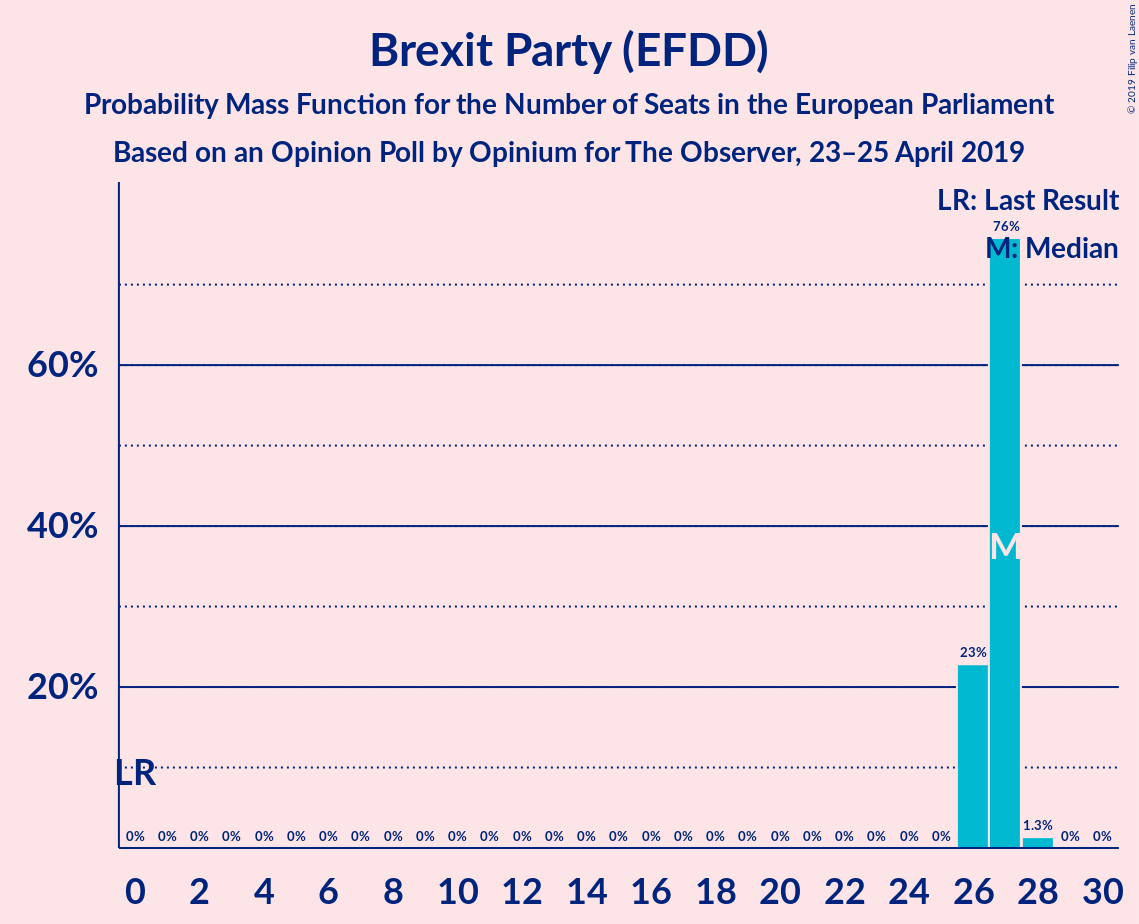 Brexit Party (EFDD)
Probability Mass Function for the Number of Seats in the European Parliament
Based on an Opinion Poll by Opinium for The Observer, 23–25 April 2019
© 2019 Filip van Laenen
LR: Last Result
76%
M: Median
60%
40%
M
23%
20%
LR
1.3%
0% 0% 0% 0% 0% 0% 0% 0% 0% 0% 0% 0% 0% 0% 0% 0% 0% 0% 0% 0% 0% 0% 0% 0% 0% 0% 0% 0%
0 2 4 6 8 10 12 14 16 18 20 22 24 26 28 30